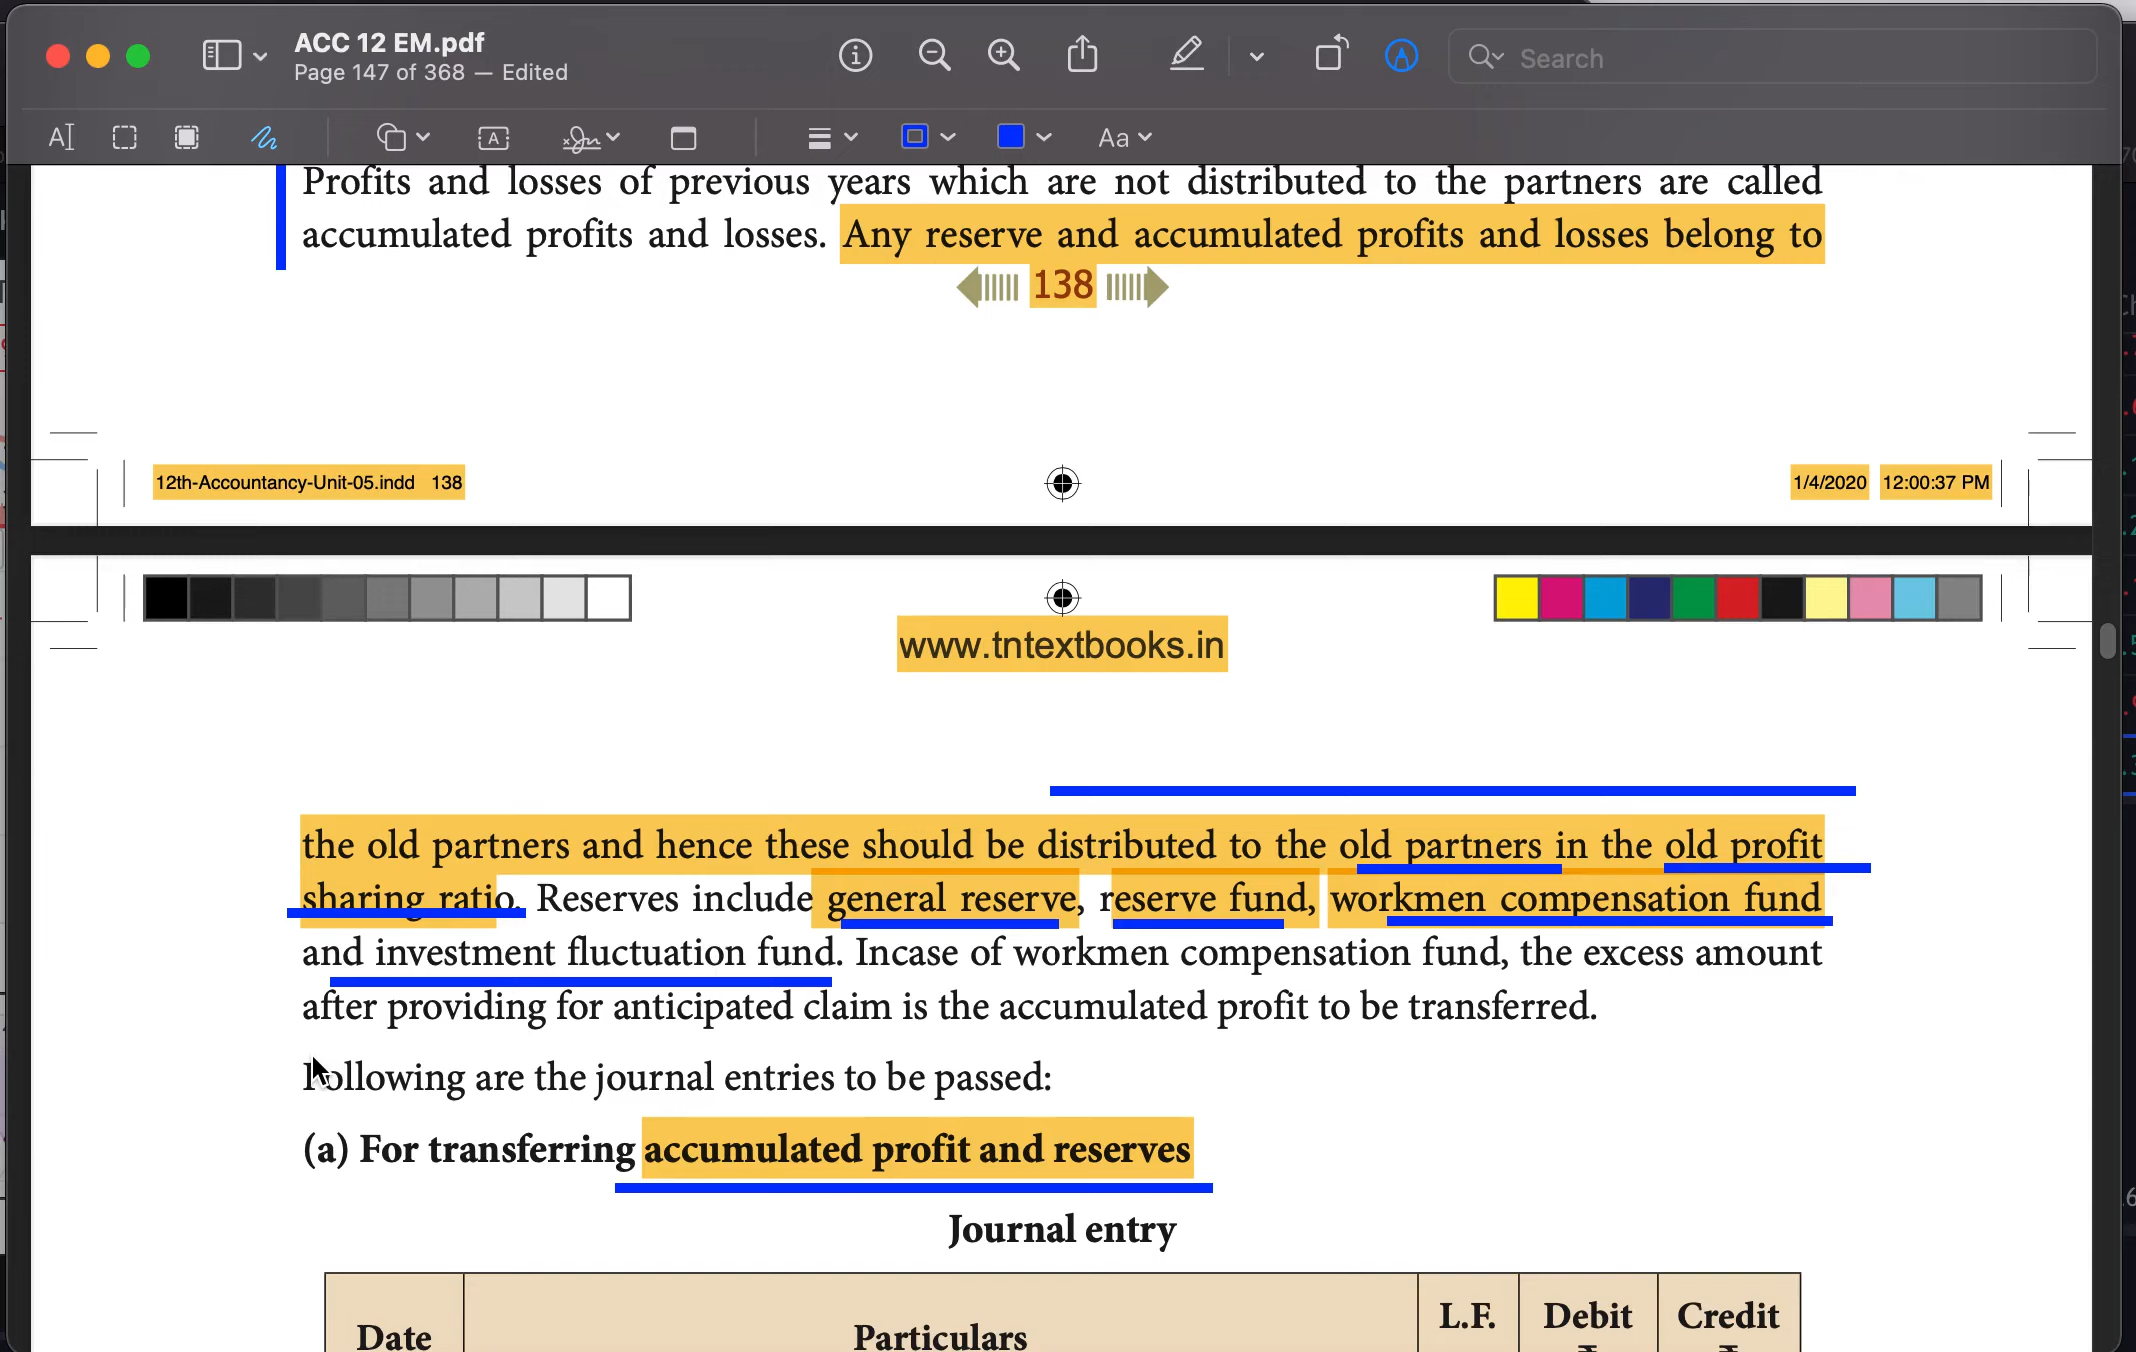 ACC 12 EM.pdf
Page 147 of 368 — Edited
Search
Aa
Profits and losses of previous years which are not distributed to the partners are called
accumulated profits and losses. Any reserve and accumulated profits and losses belong to
138
12th-Accountancy-Unit-05.indd 138
1/4/2020 12:00:37 PM
www.tntextbooks.in
the old partners and hence these should be distributed to the old partners in the old profit
sharing ratio. Reserves include general reserve, reserve fund, workmen compensation fund
and investment fluctuation fund. Incase of workmen compensation fund, the excess amount
after providing for anticipated claim is the accumulated profit to be transferred.
Following are the journal entries to be passed:
(a) For transferring accumulated profit and reserves
Journal entry
Date Particulars L.F. Debit Credit